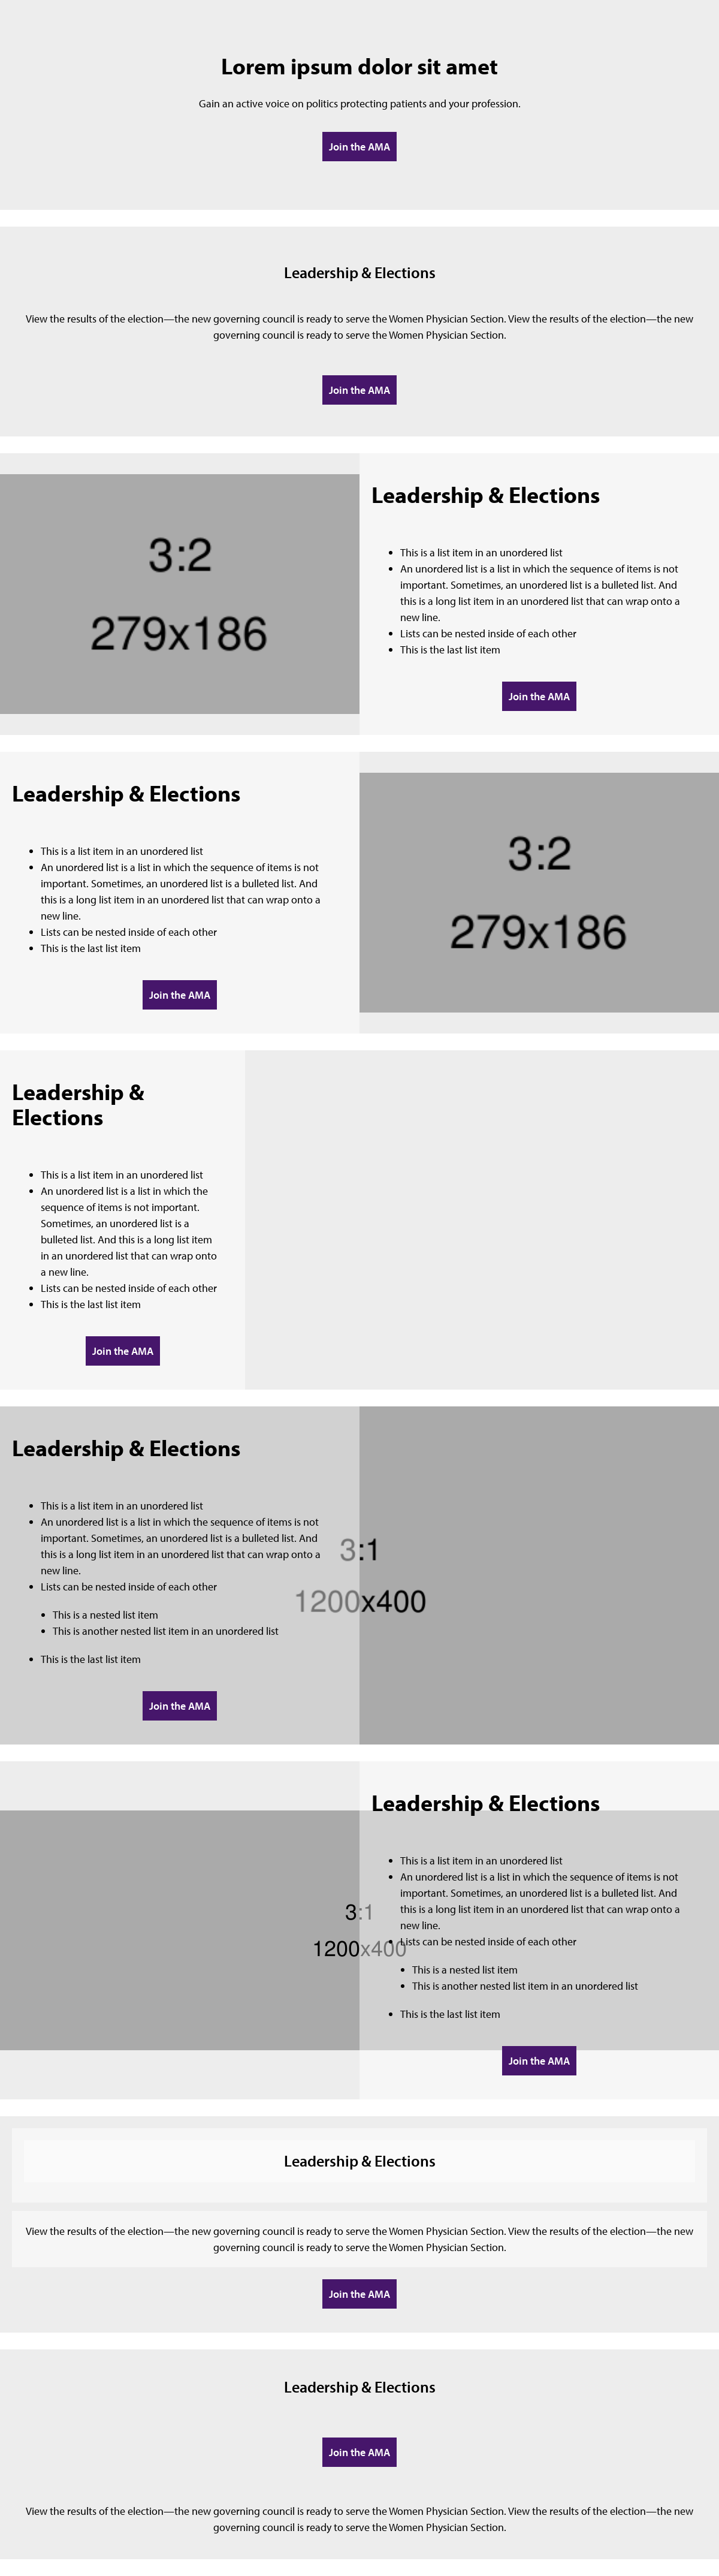 Lorem ipsum dolor sit amet
Gain an active voice on politics protecting patients and your profession.
Join the AMA
Leadership & Elections
View the results of the election—the new governing council is ready to serve the Women Physician Section. View the results of the election—the new
governing council is ready to serve the Women Physician Section.
Join the AMA
3:2
279x186
Leadership & Elections
This is a list item in an unordered list
An unordered list is a list in which the sequence of items is not
important. Sometimes, an unordered list is a bulleted list. And
this is a long list item in an unordered list that can wrap onto a
new line.
Lists can be nested inside of each other
This is the last list item
Join the AMA
Leadership & Elections
This is a list item in an unordered list
An unordered list is a list in which the sequence of items is not
important. Sometimes, an unordered list is a bulleted list. And
this is a long list item in an unordered list that can wrap onto a
new line.
Lists can be nested inside of each other
This is the last list item
Join the AMA
3:2
279x186
Leadership &
Elections
This is a list item in an unordered list
An unordered list is a list in which the
sequence of items is not important.
Sometimes, an unordered list is a
bulleted list. And this is a long list item
in an unordered list that can wrap onto
a new line.
Lists can be nested inside of each other
This is the last list item
Join the AMA
Leadership & Elections
This is a list item in an unordered list
An unordered list is a list in which the sequence of items is not
important. Sometimes, an unordered list is a bulleted list. And
this is a long list item in an unordered list that can wrap onto a
new line.
Lists can be nested inside of each other
This is a nested list item
This is another nested list item in an unordered list
This is the last list item
Join the AMA
3:1
1200x400
3:1
1200x400
Leadership & Elections
This is a list item in an unordered list
An unordered list is a list in which the sequence of items is not
important. Sometimes, an unordered list is a bulleted list. And
this is a long list item in an unordered list that can wrap onto a
new line.
Lists can be nested inside of each other
This is a nested list item
This is another nested list item in an unordered list
This is the last list item
Join the AMA
Leadership & Elections
View the results of the election—the new governing council is ready to serve the Women Physician Section. View the results of the election—the new
governing council is ready to serve the Women Physician Section.
Join the AMA
Leadership & Elections
Join the AMA
View the results of the election—the new governing council is ready to serve the Women Physician Section. View the results of the election—the new
governing council is ready to serve the Women Physician Section.